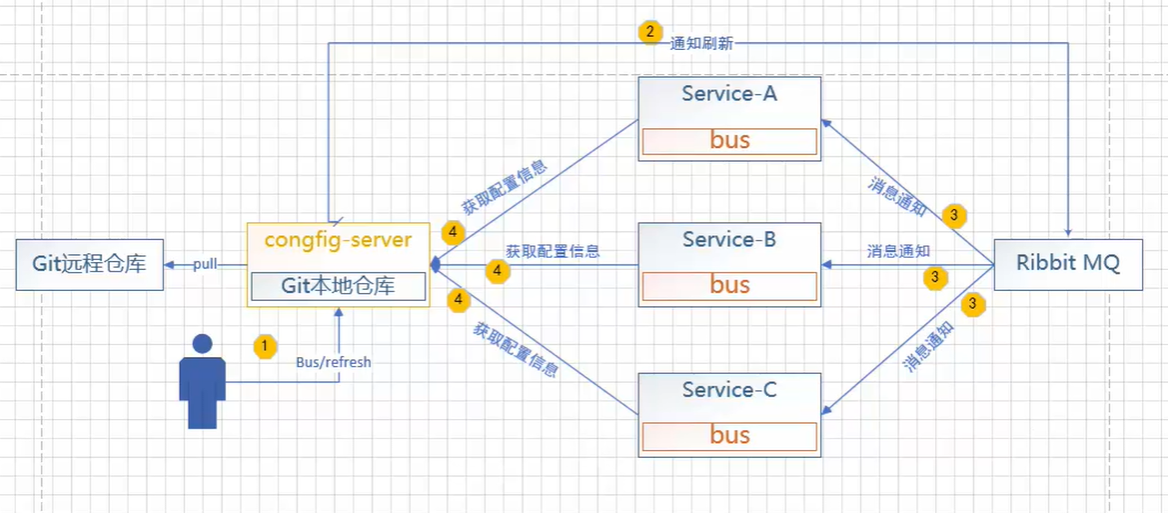 2
通知刷新
Service-A
bus
获取配置信息
消息通知
3
4
congfig-server
Git本地仓库
Git远程仓库
pull
获取配置信息
4
Service-B
bus
消息通知
3
Ribbit MQ
4
获取配置信息
3
消息通知
1
Bus/refresh
Service-C
bus